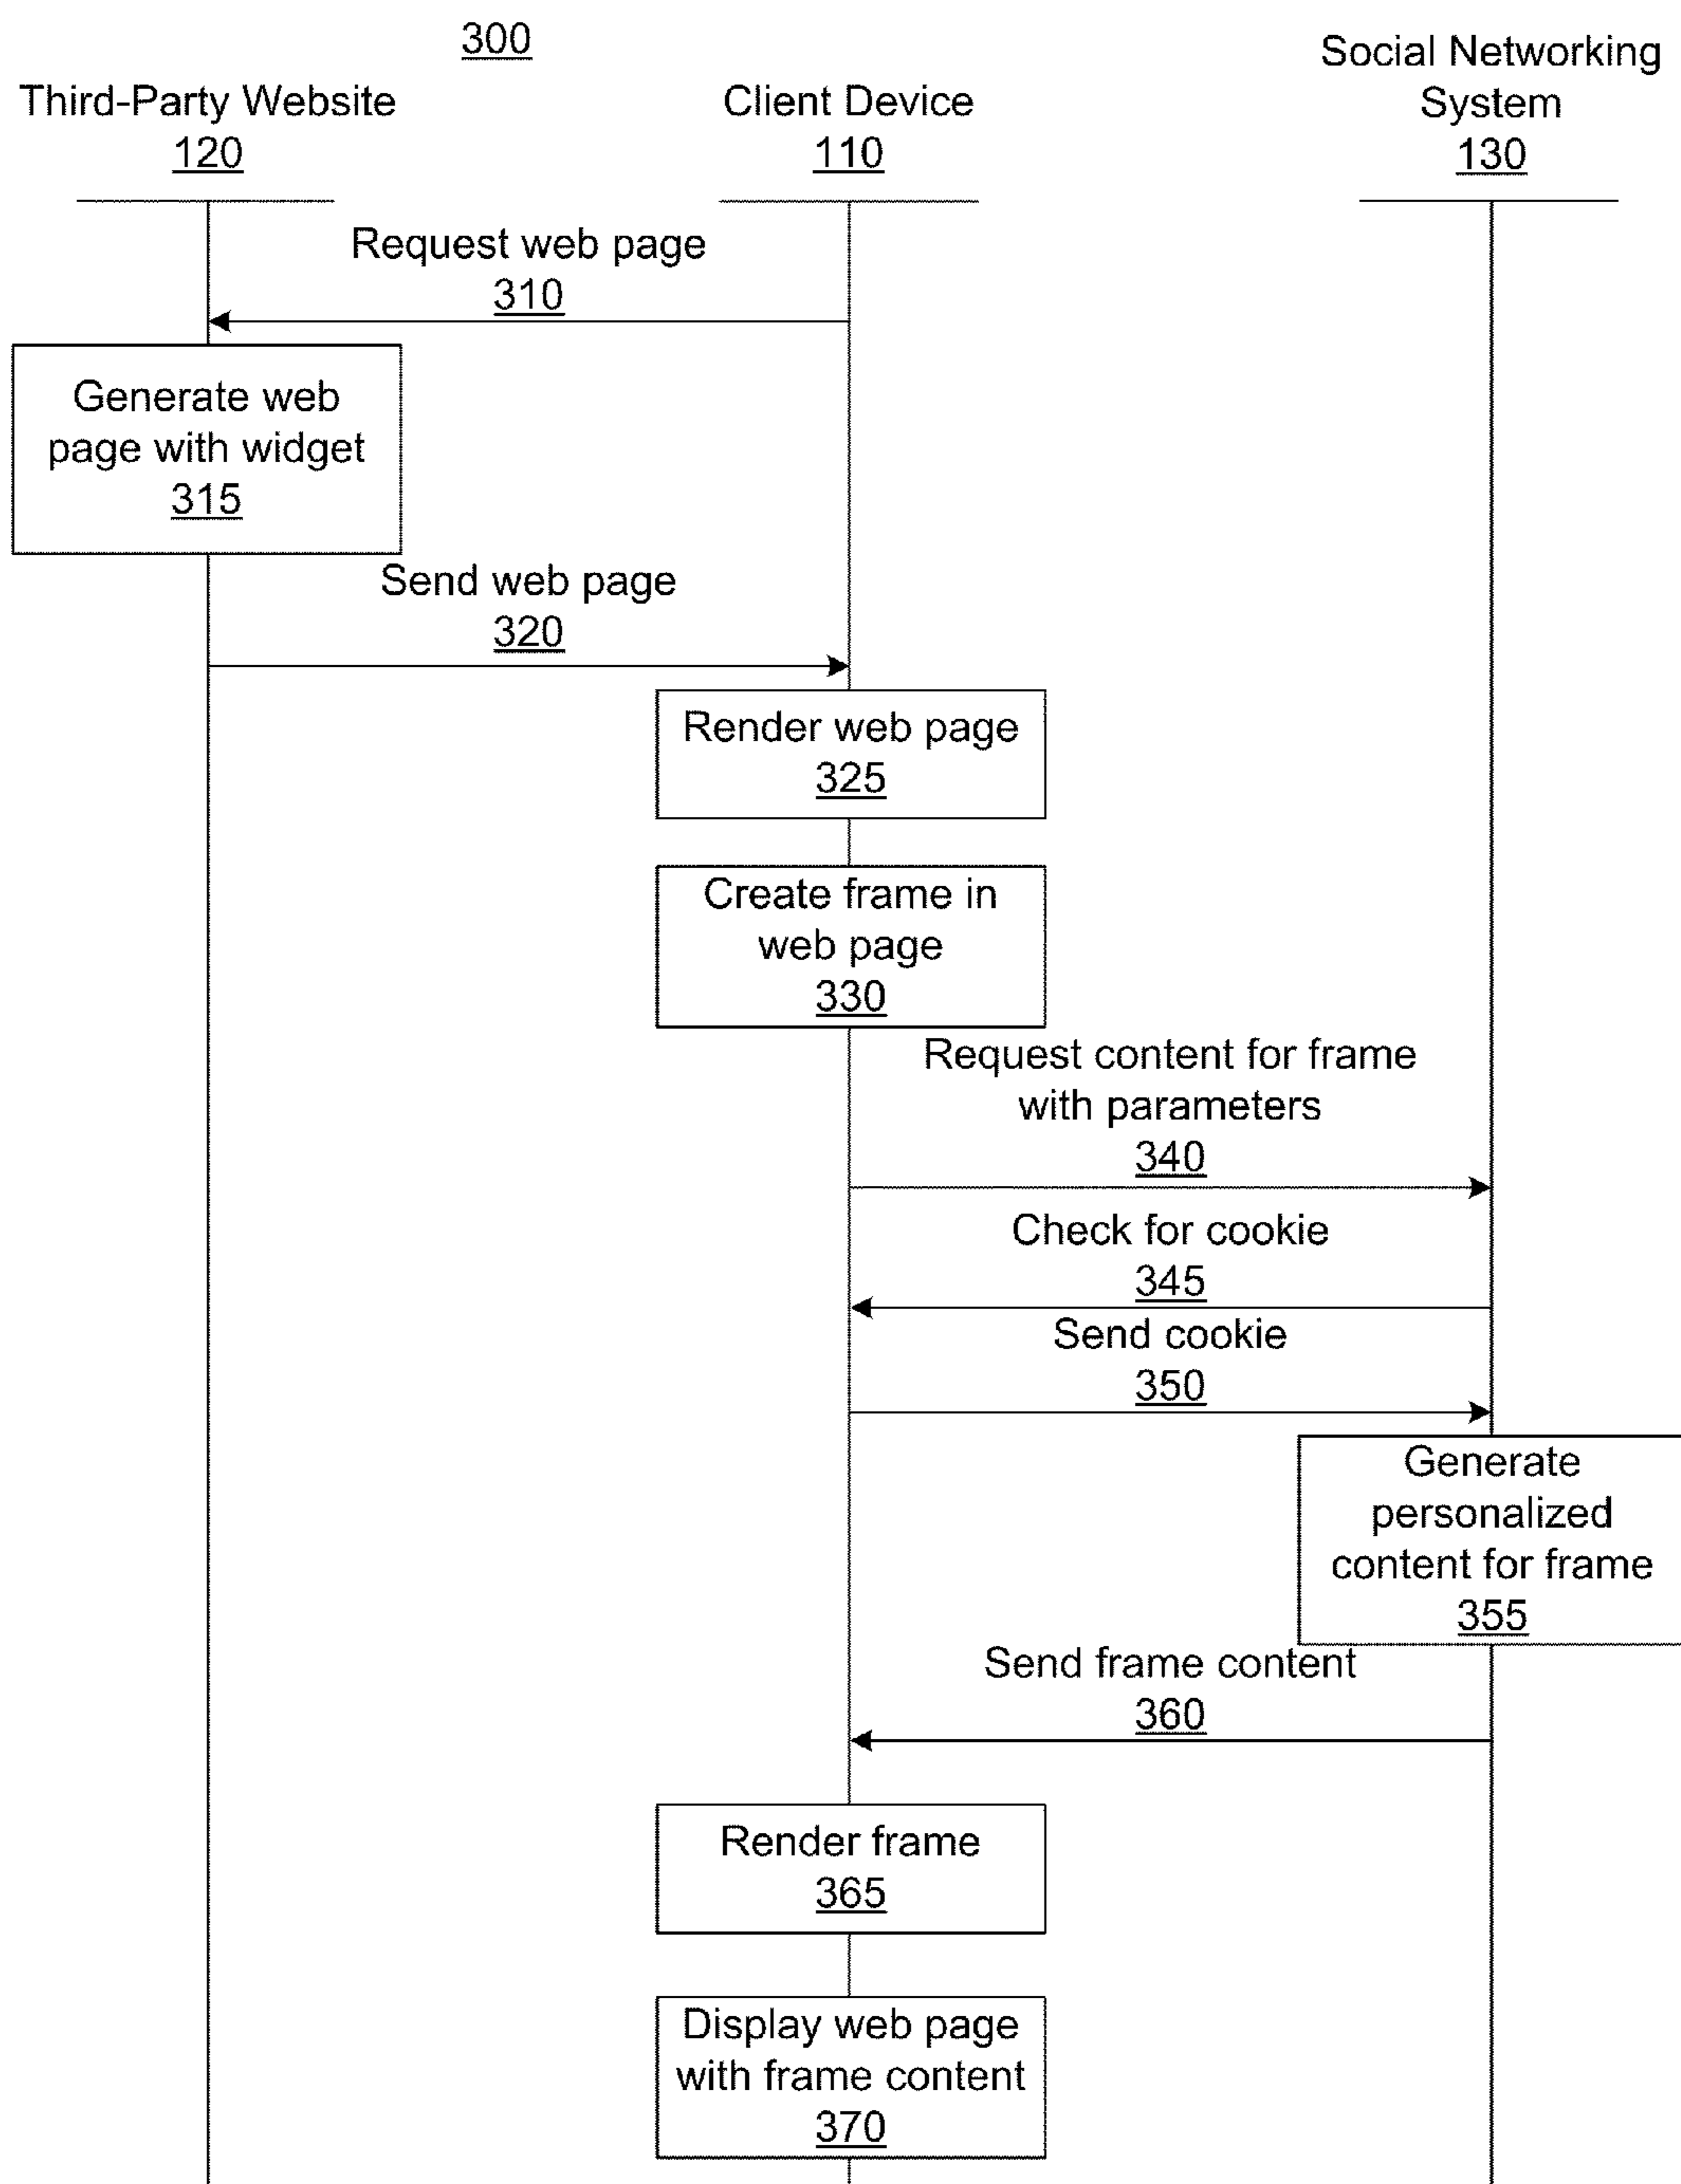 300
Third-Party Website
120
Client Device
110
Social Networking
System
130
Request web page
310
Generate web
page with widget
315
Send web page
320
Render web page
325
Create frame in
web page
330
Request content for frame
with parameters
340
Check for cookie
345
Send cookie
350
Generate
personalized
content for frame
355
Send frame content
360
Render frame
365
Display web page
with frame content
370